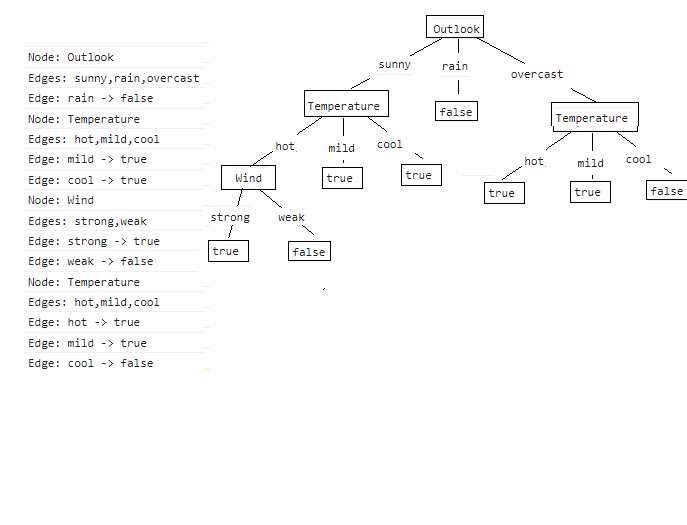 Node: Outlook
Edges: sunny,rain,overcast
Edge: rain -> false
Node: Temperature
Edges: hot,mild,cool
Edge: mild -> true
Edge: cool -> true
Node: Wind
Edges: strong,weak
Edge: strong -> true
Edge: weak -> false
Node: Temperature
Edges: hot,mild,cool
Edge: hot -> true
Edge: mild -> true
Edge: cool -> false
Outlook
sunny rain overcast
Temperature false Temperature
hot mild cool hot mild cool
Wind true true true true false
strong weak
true false